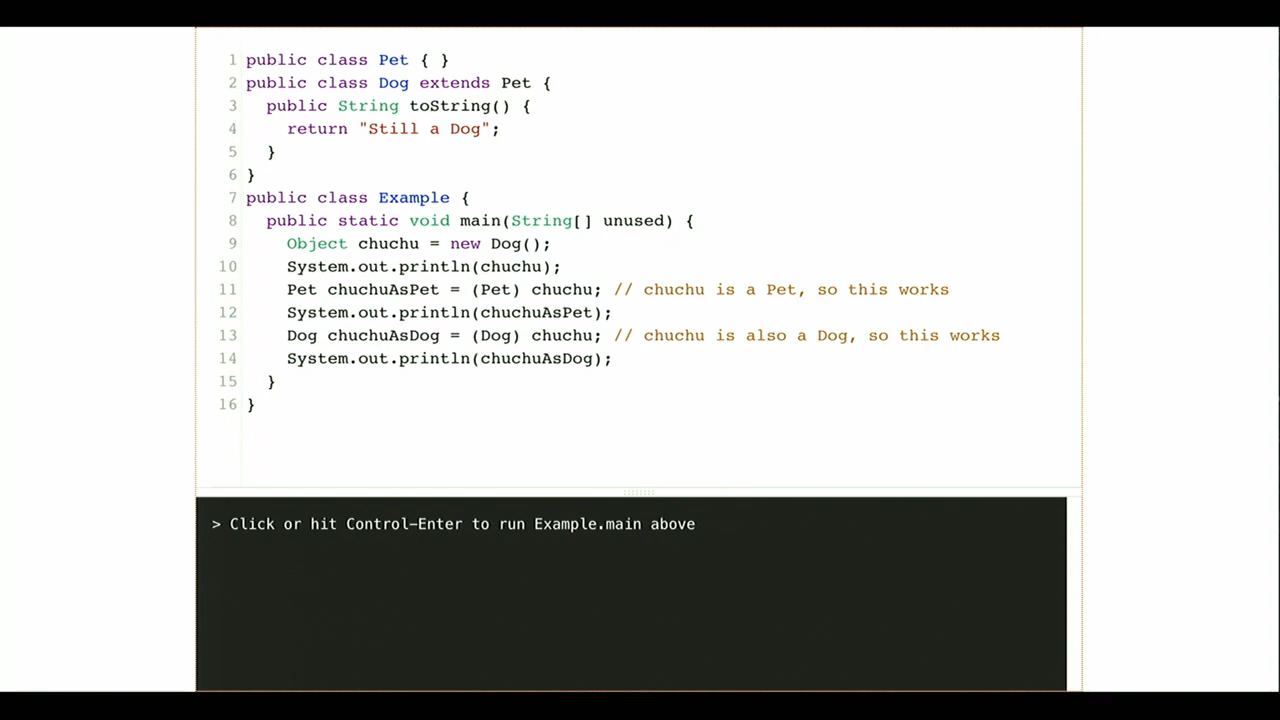 1 public class Pet { }
2 public class Dog extends Pet {
3   public String toString() {
4     return "Still a Dog";
5   }
6 }
7 public class Example {
8   public static void main(String[] unused) {
9     Object chuchu = new Dog();
10     System.out.println(chuchu);
11     Pet chuchuAsPet = (Pet) chuchu; // chuchu is a Pet, so this works
12     System.out.println(chuchuAsPet);
13     Dog chuchuAsDog = (Dog) chuchu; // chuchu is also a Dog, so this works
14     System.out.println(chuchuAsDog);
15   }
16 }
> Click or hit Control-Enter to run Example.main above